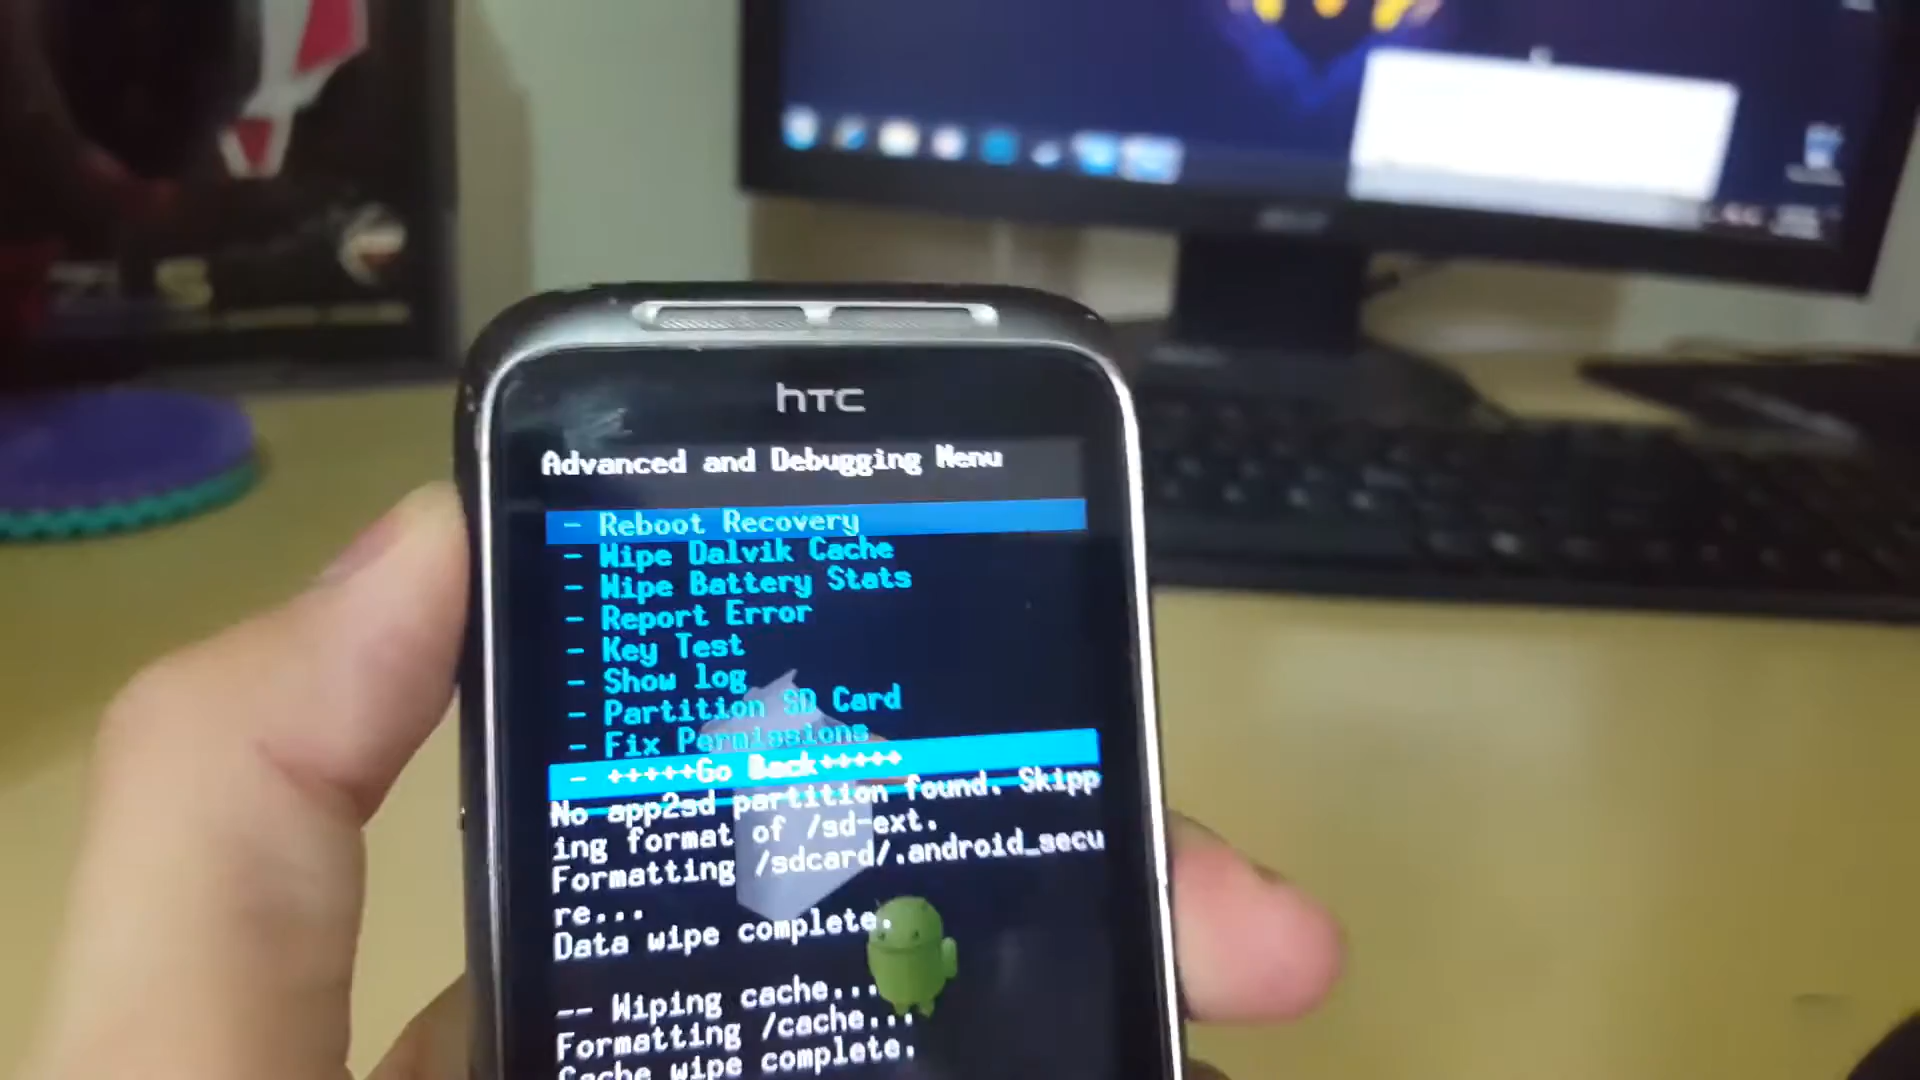 htc
Advanced and Debugging Menu
- Reboot Recovery
- Wipe Dalvik Cache
- Wipe Battery Stats
- Report Error
- Key Test
- Show log
- Partition SD Card
- Fix Permissions
- +++++Go Back+++++
No app2sd partition found. Skipp
ing format of /sd-ext.
Formatting /sdcard/.android_secu
re...
Data wipe complete.
-- Wiping cache...
Formatting /cache...
Cache wipe complete.